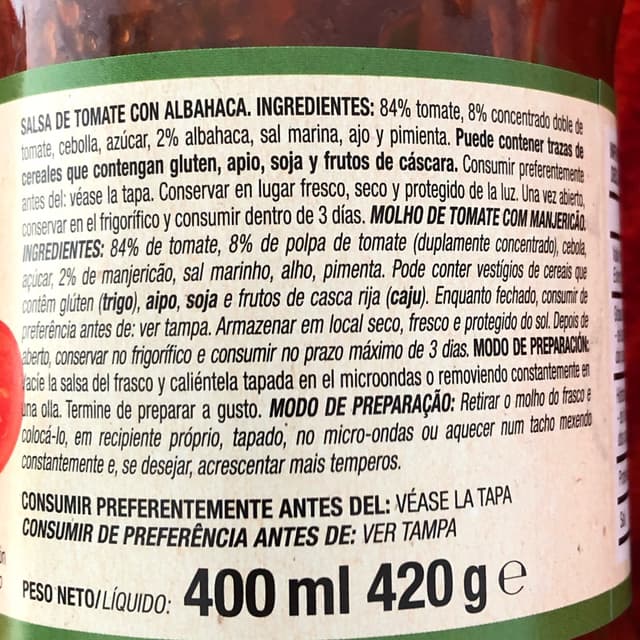 SALSA DE TOMATE CON ALBAHACA. INGREDIENTES: 84% tomate, 8% concentrado doble de
tomate, cebolla, azúcar, 2% albahaca, sal marina, ajo y pimienta. Puede contener trazas de
cereales que contengan gluten, apio, soja y frutos de cáscara. Consumir preferentemente
antes del: véase la tapa. Conservar en lugar fresco, seco y protegido de la luz. Una vez abierto,
conservar en el frigorífico y consumir dentro de 3 días. MOLHO DE TOMATE COM MANJERICÃO.
INGREDIENTES: 84% de tomate, 8% de polpa de tomate (duplamente concentrado), cebola,
açúcar, 2% de manjericão, sal marinho, alho, pimenta. Pode conter vestígios de cereais que
contêm glúten (trigo), aipo, soja e frutos de casca rija (caju). Enquanto fechado, consumir de
preferência antes de: ver tampa. Armazenar em local seco, fresco e protegido do sol. Depois de
aberto, conservar no frigorífico e consumir no prazo máximo de 3 dias. MODO DE PREPARACIÓN:
Vacíe la salsa del frasco y caliéntela tapada en el microondas o removiendo constantemente en
una olla. Termine de preparar a gusto. MODO DE PREPARAÇÃO: Retirar o molho do frasco e
colocá-lo, em recipiente próprio, tapado, no micro-ondas ou aquecer num tacho mexendo
constantemente e, se desejar, acrescentar mais temperos.
CONSUMIR PREFERENTEMENTE ANTES DEL: VÉASE LA TAPA
CONSUMIR DE PREFERÊNCIA ANTES DE: VER TAMPA
PESO NETO/LÍQUIDO: 400 ml 420 g e